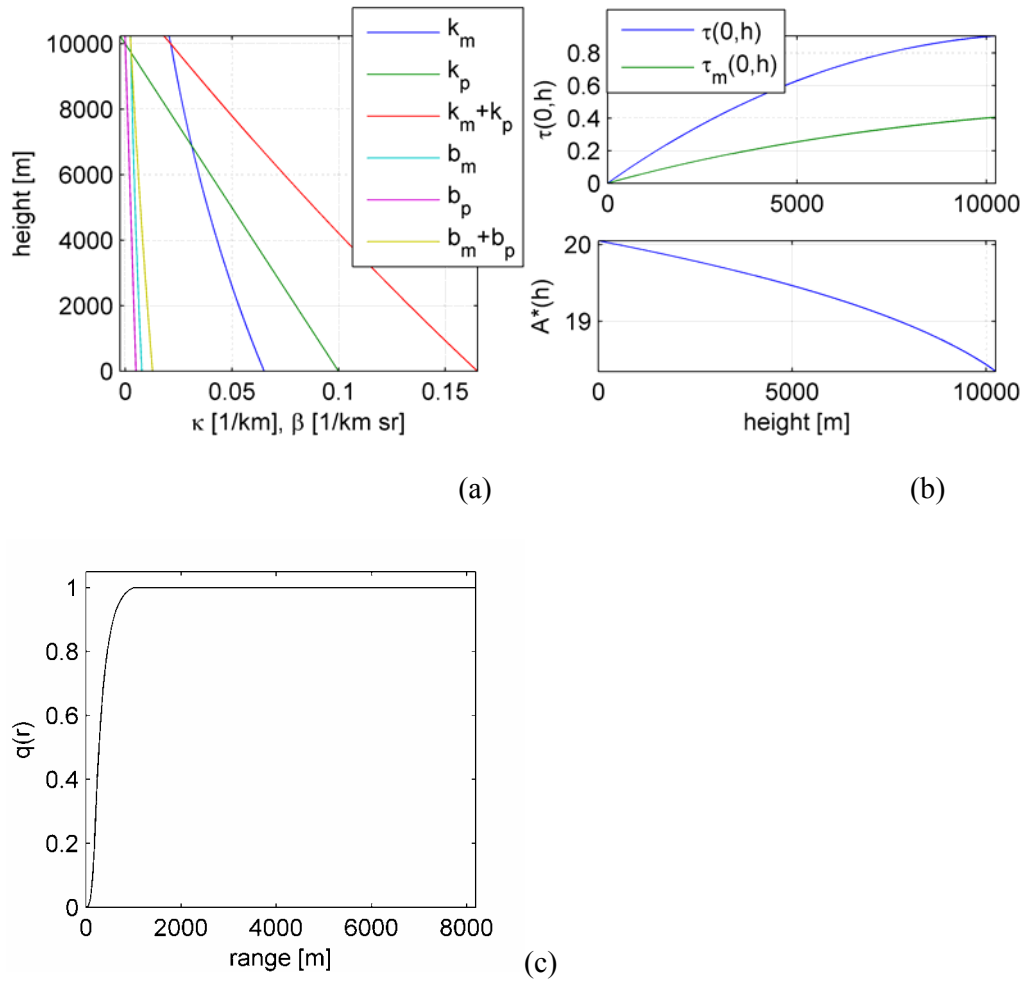 k_m
k_p
k_m+k_p
b_m
b_p
b_m+b_p
10000
8000
6000
4000
2000
0
height [m]
0 0.05 0.1 0.15
κ [1/km], β [1/km sr]
(a)
τ(0,h)
τ_m(0,h)
0.8
0.6
0.4
0.2
0
τ(0,h)
0 5000 10000
20
19
A*(h)
0 5000 10000
height [m]
(b)
1
0.8
0.6
0.4
0.2
0
q(r)
0 2000 4000 6000 8000
range [m]
(c)